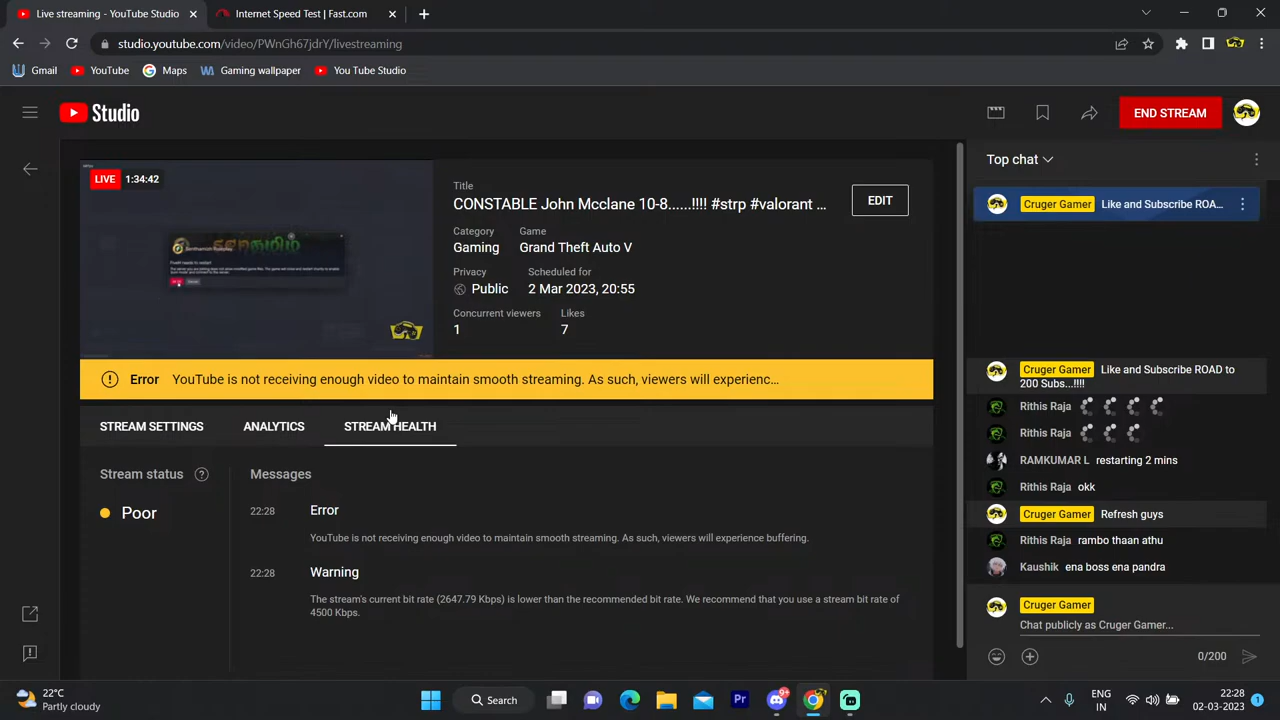 Live streaming - YouTube Studio
Internet Speed Test | Fast.com
studio.youtube.com/video/PWnGh67jdrY/livestreaming
Gmail
YouTube
Maps
Gaming wallpaper
You Tube Studio
Studio
END STREAM
LIVE 1:34:42
Title
CONSTABLE John Mcclane 10-8......!!!! #strp #valorant ...
EDIT
Category
Game
Gaming
Grand Theft Auto V
Privacy
Scheduled for
Public
2 Mar 2023, 20:55
Concurrent viewers
Likes
1
7
Error YouTube is not receiving enough video to maintain smooth streaming. As such, viewers will experienc...
STREAM SETTINGS
ANALYTICS
STREAM HEALTH
Stream status
Poor
Messages
22:28 Error
YouTube is not receiving enough video to maintain smooth streaming. As such, viewers will experience buffering.
22:28 Warning
The stream's current bit rate (2647.79 Kbps) is lower than the recommended bit rate. We recommend that you use a stream bit rate of
4500 Kbps.
Top chat
Cruger Gamer Like and Subscribe ROA...
Cruger Gamer Like and Subscribe ROAD to
200 Subs...!!!!
Rithis Raja
Rithis Raja
RAMKUMAR L restarting 2 mins
Rithis Raja okk
Cruger Gamer Refresh guys
Rithis Raja rambo thaan athu
Kaushik ena boss ena pandra
Cruger Gamer
Chat publicly as Cruger Gamer...
0/200
22°C
Partly cloudy
Search
Pr
9+
ENG
IN
22:28
02-03-2023
1